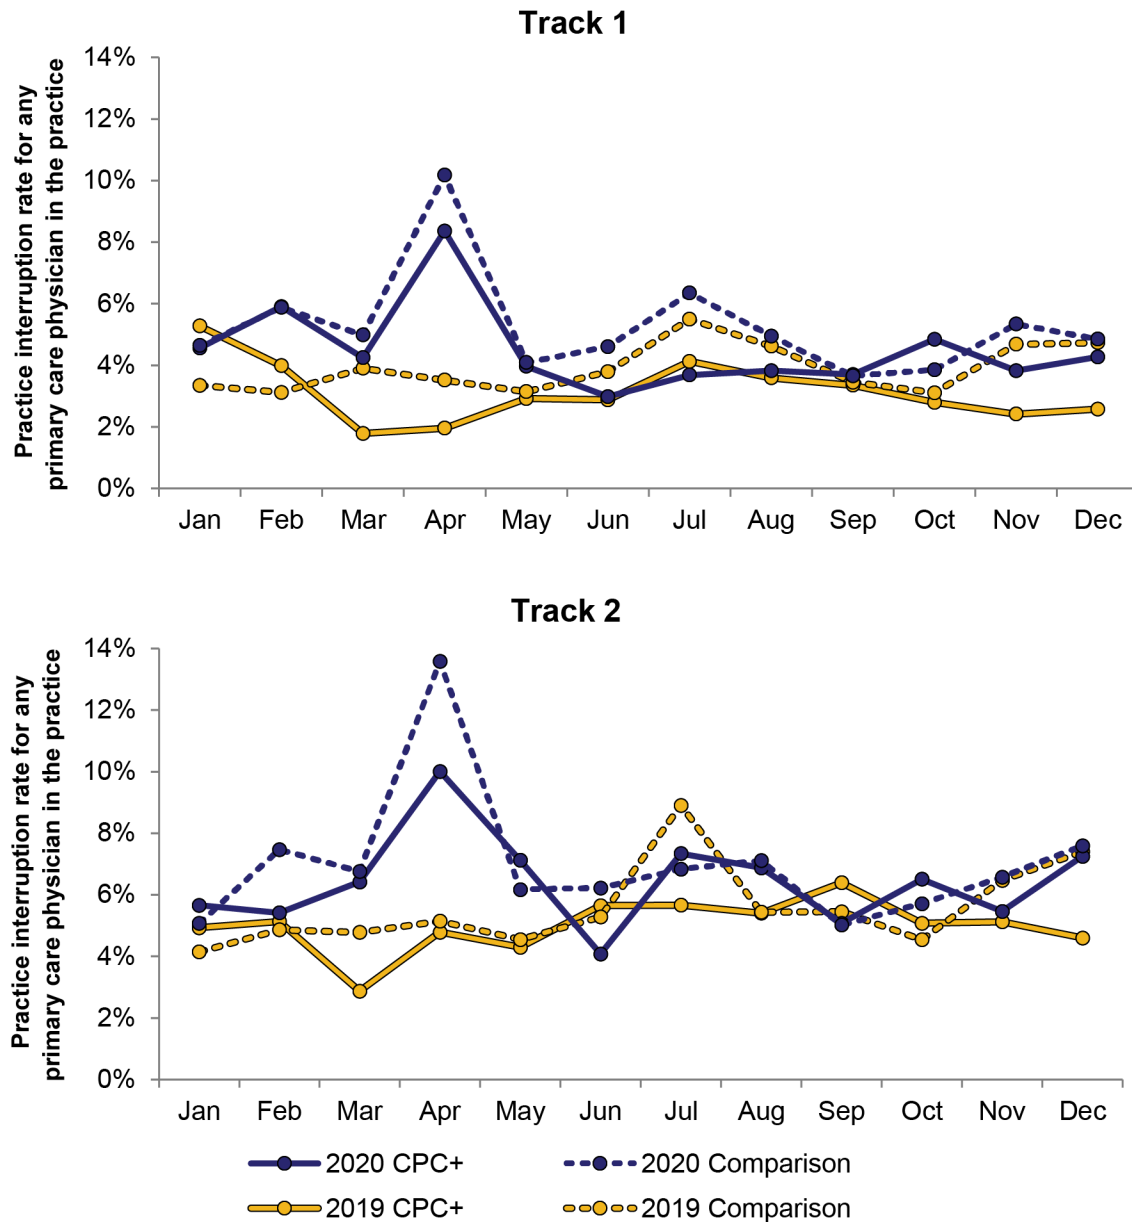 Track 1
Practice interruption rate for any
primary care physician in the practice
14%
12%
10%
8%
6%
4%
2%
0%
Jan Feb Mar Apr May Jun Jul Aug Sep Oct Nov Dec
Track 2
Practice interruption rate for any
primary care physician in the practice
14%
12%
10%
8%
6%
4%
2%
0%
Jan Feb Mar Apr May Jun Jul Aug Sep Oct Nov Dec
2020 CPC+ 2020 Comparison
2019 CPC+ 2019 Comparison